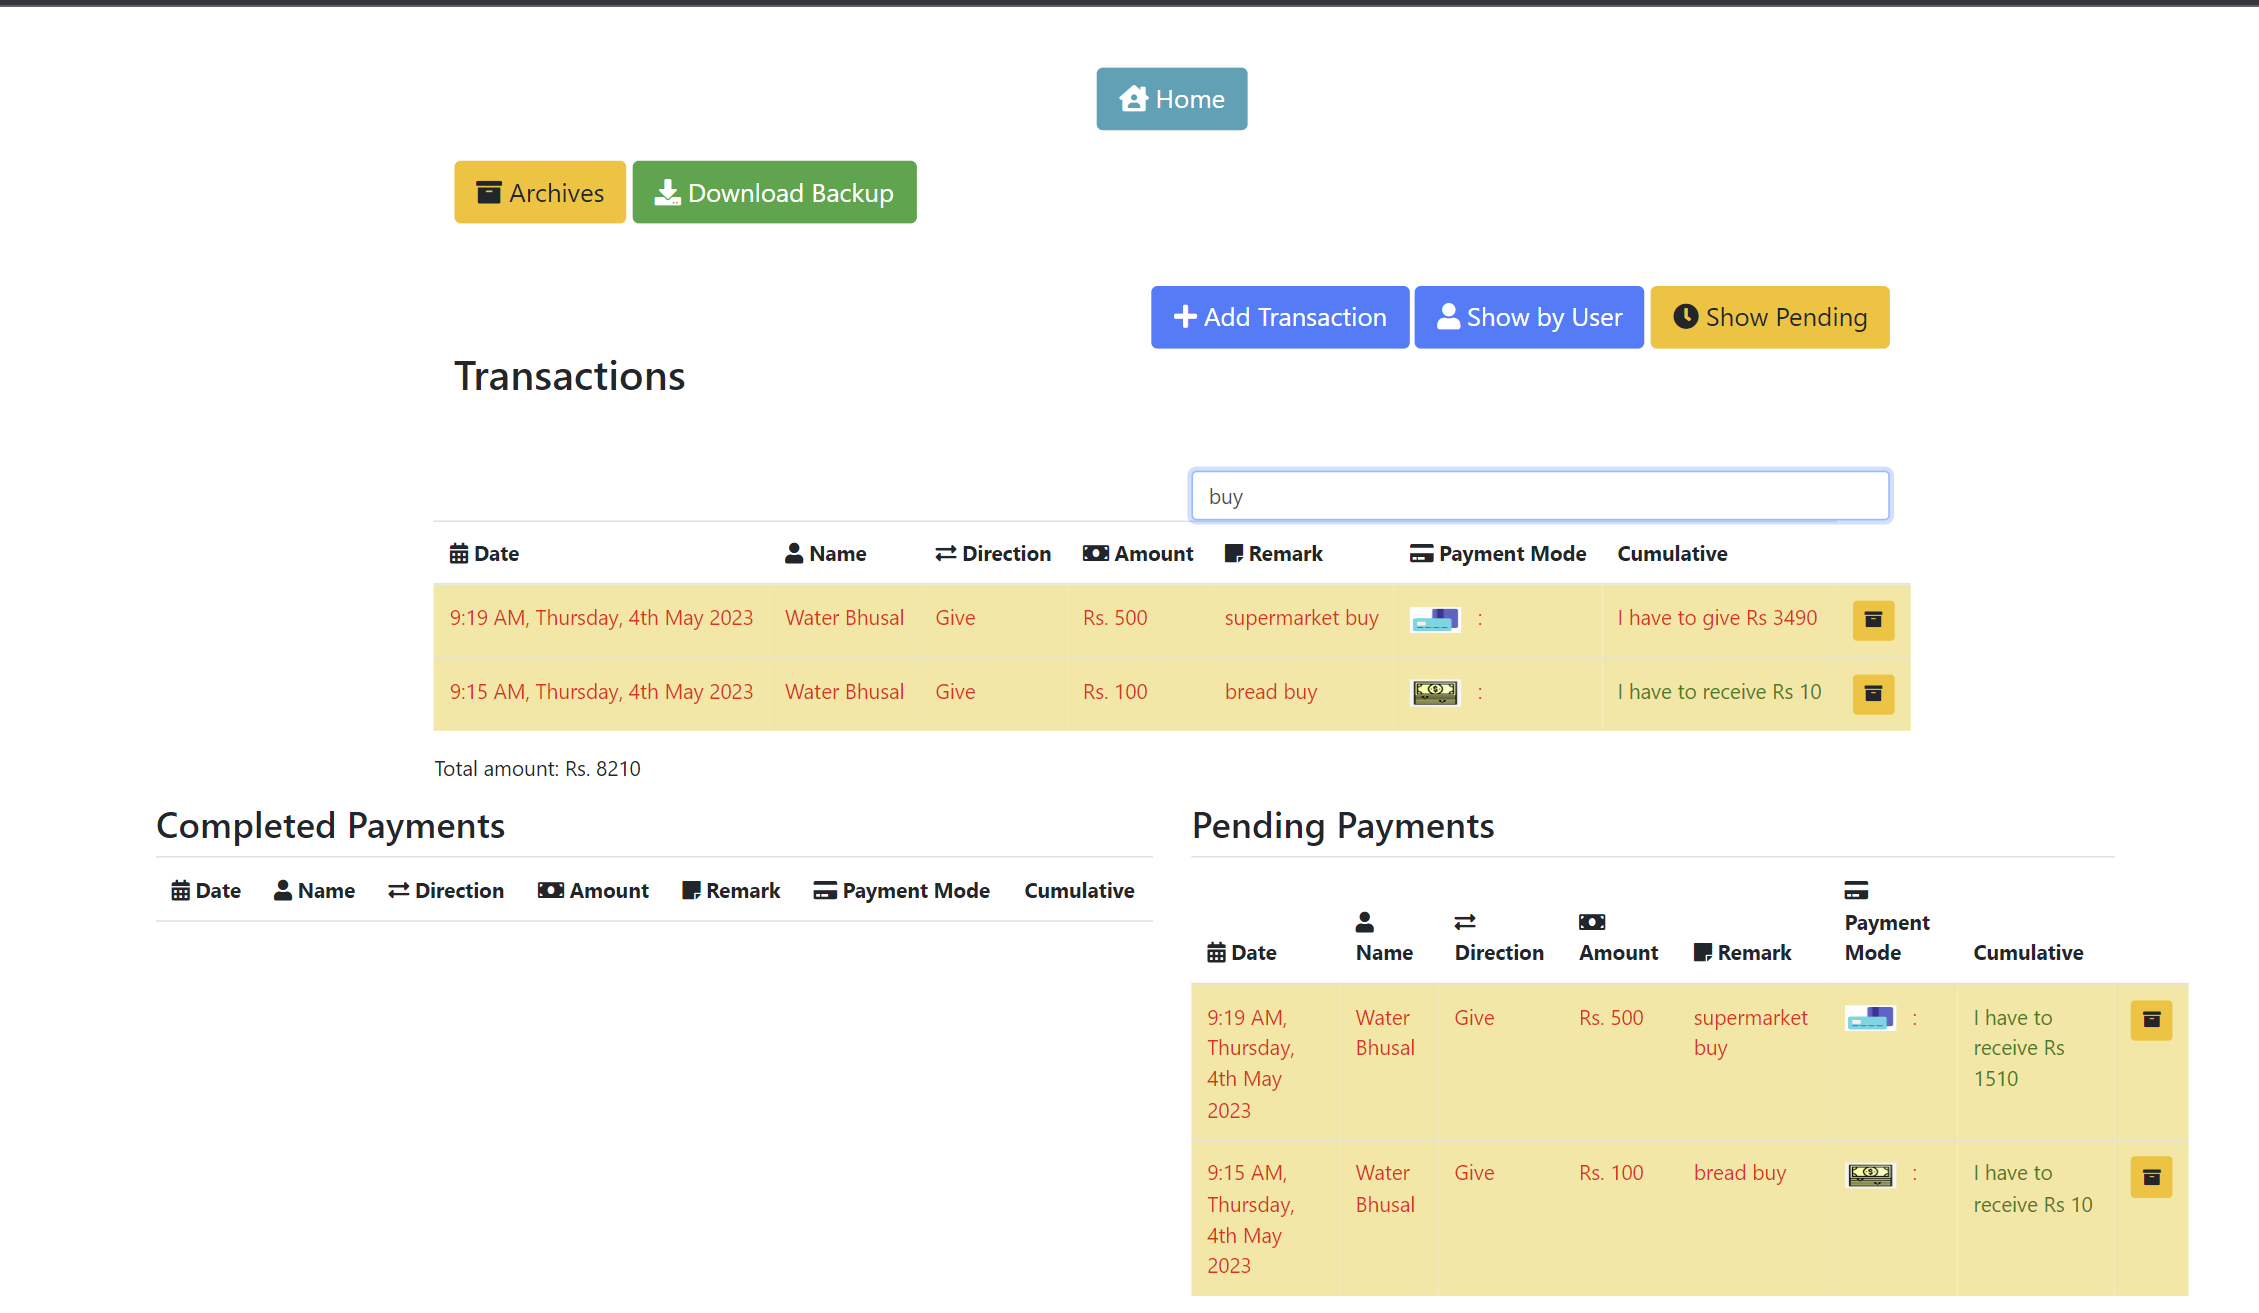 Home
Archives
Download Backup
Add Transaction
Show by User
Show Pending
Transactions
buy
Date Name Direction Amount Remark Payment Mode Cumulative
9:19 AM, Thursday, 4th May 2023 Water Bhusal Give Rs. 500 supermarket buy : I have to give Rs 3490
9:15 AM, Thursday, 4th May 2023 Water Bhusal Give Rs. 100 bread buy : I have to receive Rs 10
Total amount: Rs. 8210
Completed Payments
Date Name Direction Amount Remark Payment Mode Cumulative
Pending Payments
Date
Name
Direction
Amount
Remark
Payment
Mode
Cumulative
9:19 AM,
Thursday,
4th May
2023
Water
Bhusal
Give
Rs. 500
supermarket
buy
:
I have to
receive Rs
1510
9:15 AM,
Thursday,
4th May
2023
Water
Bhusal
Give
Rs. 100
bread buy
:
I have to
receive Rs 10